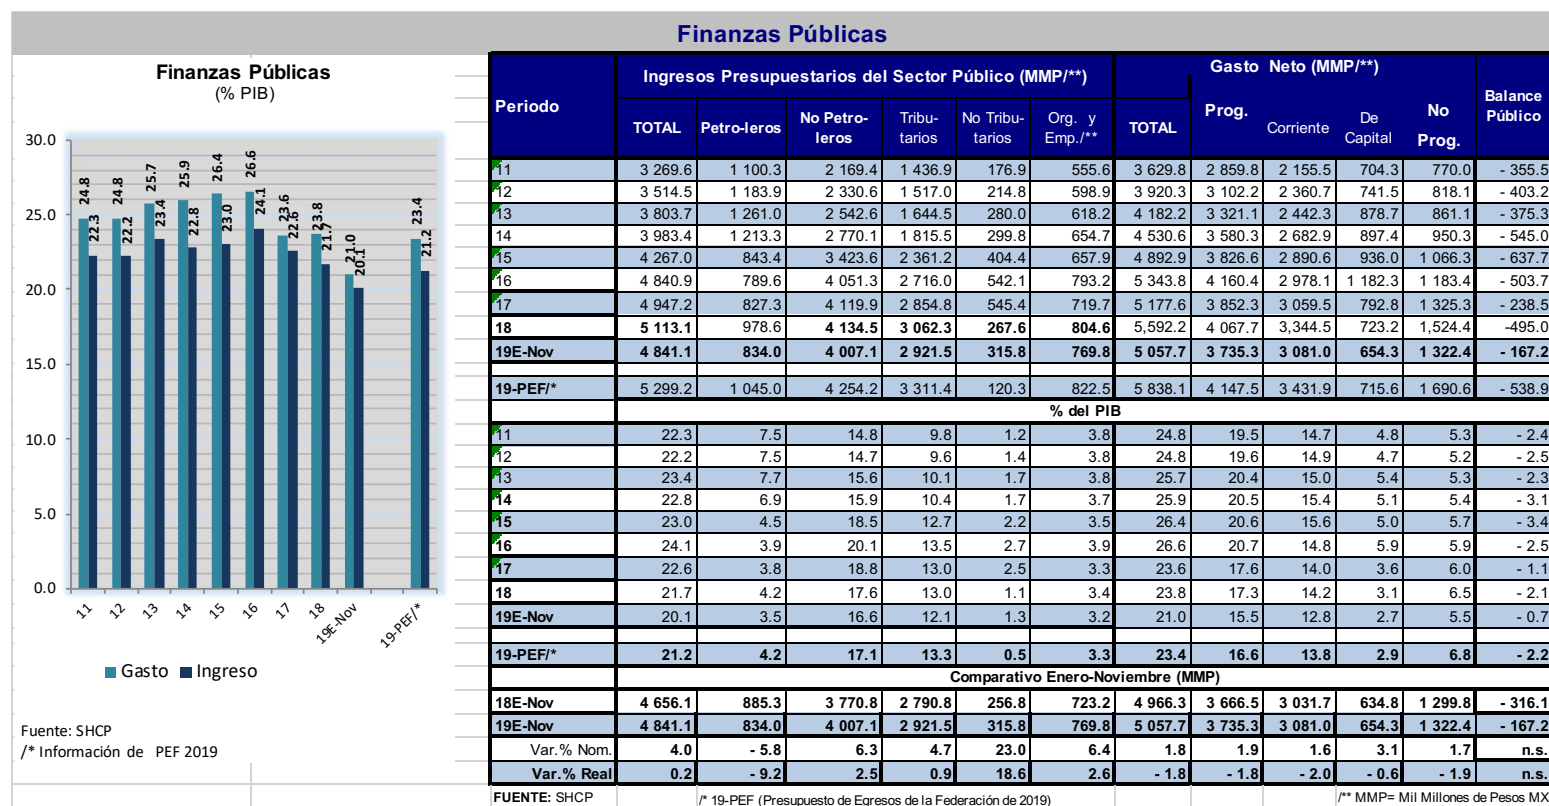 Finanzas Públicas
Finanzas Públicas
(% PIB)
30.0
25.0
20.0
15.0
10.0
5.0
0.0
24.8 24.8 25.7 25.9 26.4 26.6 23.6 23.8 21.0 23.4
22.3 22.2 23.4 22.8 23.0 24.1 22.6 21.7 20.1 21.2
11 12 13 14 15 16 17 18 19E-Nov 19-PEF/*
Gasto Ingreso
Fuente: SHCP
/* Información de PEF 2019
Periodo
Ingresos Presupuestarios del Sector Público (MMP/**)
Gasto Neto (MMP/**)
Balance Público
TOTAL Petro-leros No Petro-leros Tribu-tarios No Tribu-tarios Org. y Emp./** TOTAL Prog. Corriente De Capital No Prog.
11 3 269.6 1 100.3 2 169.4 1 436.9 176.9 555.6 3 629.8 2 859.8 2 155.5 704.3 770.0 - 355.5
12 3 514.5 1 183.9 2 330.6 1 517.0 214.8 598.9 3 920.3 3 102.2 2 360.7 741.5 818.1 - 403.2
13 3 803.7 1 261.0 2 542.6 1 644.5 280.0 618.2 4 182.2 3 321.1 2 442.3 878.7 861.1 - 375.3
14 3 983.4 1 213.3 2 770.1 1 815.5 299.8 654.7 4 530.6 3 580.3 2 682.9 897.4 950.3 - 545.0
15 4 267.0 843.4 3 423.6 2 361.2 404.4 657.9 4 892.9 3 826.6 2 890.6 936.0 1 066.3 - 637.7
16 4 840.9 789.6 4 051.3 2 716.0 542.1 793.2 5 343.8 4 160.4 2 978.1 1 182.3 1 183.4 - 503.7
17 4 947.2 827.3 4 119.9 2 854.8 545.4 719.7 5 177.6 3 852.3 3 059.5 792.8 1 325.3 - 238.5
18 5 113.1 978.6 4 134.5 3 062.3 267.6 804.6 5,592.2 4 067.7 3,344.5 723.2 1,524.4 -495.0
19E-Nov 4 841.1 834.0 4 007.1 2 921.5 315.8 769.8 5 057.7 3 735.3 3 081.0 654.3 1 322.4 - 167.2
19-PEF/* 5 299.2 1 045.0 4 254.2 3 311.4 120.3 822.5 5 838.1 4 147.5 3 431.9 715.6 1 690.6 - 538.9
% del PIB
11 22.3 7.5 14.8 9.8 1.2 3.8 24.8 19.5 14.7 4.8 5.3 - 2.4
12 22.2 7.5 14.7 9.6 1.4 3.8 24.8 19.6 14.9 4.7 5.2 - 2.5
13 23.4 7.7 15.6 10.1 1.7 3.8 25.7 20.4 15.0 5.4 5.3 - 2.3
14 22.8 6.9 15.9 10.4 1.7 3.7 25.9 20.5 15.4 5.1 5.4 - 3.1
15 23.0 4.5 18.5 12.7 2.2 3.5 26.4 20.6 15.6 5.0 5.7 - 3.4
16 24.1 3.9 20.1 13.5 2.7 3.9 26.6 20.7 14.8 5.9 5.9 - 2.5
17 22.6 3.8 18.8 13.0 2.5 3.3 23.6 17.6 14.0 3.6 6.0 - 1.1
18 21.7 4.2 17.6 13.0 1.1 3.4 23.8 17.3 14.2 3.1 6.5 - 2.1
19E-Nov 20.1 3.5 16.6 12.1 1.3 3.2 21.0 15.5 12.8 2.7 5.5 - 0.7
19-PEF/* 21.2 4.2 17.1 13.3 0.5 3.3 23.4 16.6 13.8 2.9 6.8 - 2.2
Comparativo Enero-Noviembre (MMP)
18E-Nov 4 656.1 885.3 3 770.8 2 790.8 256.8 723.2 4 966.3 3 666.5 3 031.7 634.8 1 299.8 - 316.1
19E-Nov 4 841.1 834.0 4 007.1 2 921.5 315.8 769.8 5 057.7 3 735.3 3 081.0 654.3 1 322.4 - 167.2
Var.% Nom. 4.0 - 5.8 6.3 4.7 23.0 6.4 1.8 1.9 1.6 3.1 1.7 n.s.
Var.% Real 0.2 - 9.2 2.5 0.9 18.6 2.6 - 1.8 - 1.8 - 2.0 - 0.6 - 1.9 n.s.
FUENTE: SHCP /* 19-PEF (Presupuesto de Egresos de la Federación de 2019) /** MMP= Mil Millones de Pesos MX